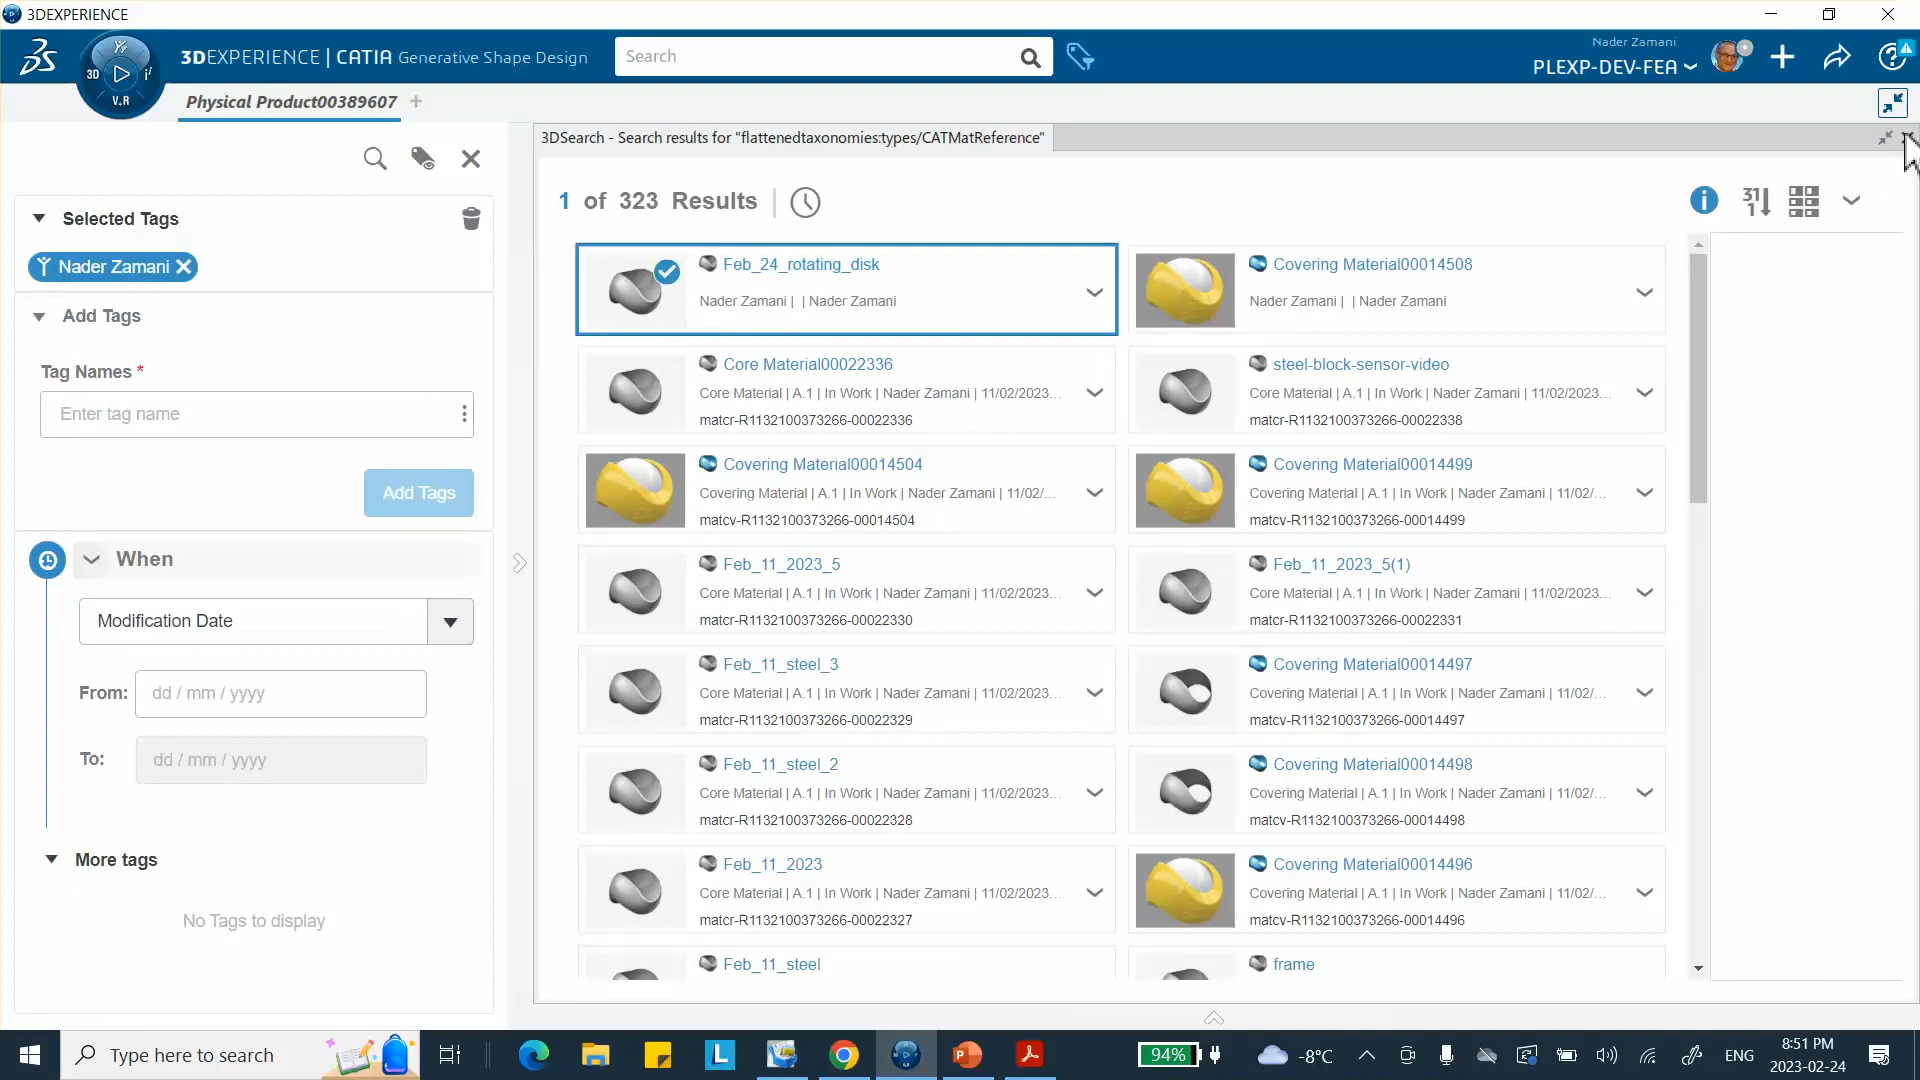 3DEXPERIENCE
3DEXPERIENCE | CATIA Generative Shape Design
Search
Nader Zamani
PLEXP-DEV-FEA
3D
V.R
Physical Product00389607
3DSearch - Search results for "flattenedtaxonomies:types/CATMatReference"
Selected Tags
Nader Zamani
Add Tags
Tag Names *
Enter tag name
Add Tags
When
Modification Date
From: dd / mm / yyyy
To: dd / mm / yyyy
More tags
No Tags to display
1 of 323 Results
Feb_24_rotating_disk
Nader Zamani | | Nader Zamani
Covering Material00014508
Nader Zamani | | Nader Zamani
Core Material00022336
Core Material | A.1 | In Work | Nader Zamani | 11/02/2023...
matcr-R1132100373266-00022336
steel-block-sensor-video
Core Material | A.1 | In Work | Nader Zamani | 11/02/2023...
matcr-R1132100373266-00022338
Covering Material00014504
Covering Material | A.1 | In Work | Nader Zamani | 11/02/...
matcv-R1132100373266-00014504
Covering Material00014499
Covering Material | A.1 | In Work | Nader Zamani | 11/02/...
matcv-R1132100373266-00014499
Feb_11_2023_5
Core Material | A.1 | In Work | Nader Zamani | 11/02/2023...
matcr-R1132100373266-00022330
Feb_11_2023_5(1)
Core Material | A.1 | In Work | Nader Zamani | 11/02/2023...
matcr-R1132100373266-00022331
Feb_11_steel_3
Core Material | A.1 | In Work | Nader Zamani | 11/02/2023...
matcr-R1132100373266-00022329
Covering Material00014497
Covering Material | A.1 | In Work | Nader Zamani | 11/02/...
matcv-R1132100373266-00014497
Feb_11_steel_2
Core Material | A.1 | In Work | Nader Zamani | 11/02/2023...
matcr-R1132100373266-00022328
Covering Material00014498
Covering Material | A.1 | In Work | Nader Zamani | 11/02/...
matcv-R1132100373266-00014498
Feb_11_2023
Core Material | A.1 | In Work | Nader Zamani | 11/02/2023...
matcr-R1132100373266-00022327
Covering Material00014496
Covering Material | A.1 | In Work | Nader Zamani | 11/02/...
matcv-R1132100373266-00014496
Feb_11_steel
frame
Type here to search
94%
-8°C
ENG
8:51 PM
2023-02-24